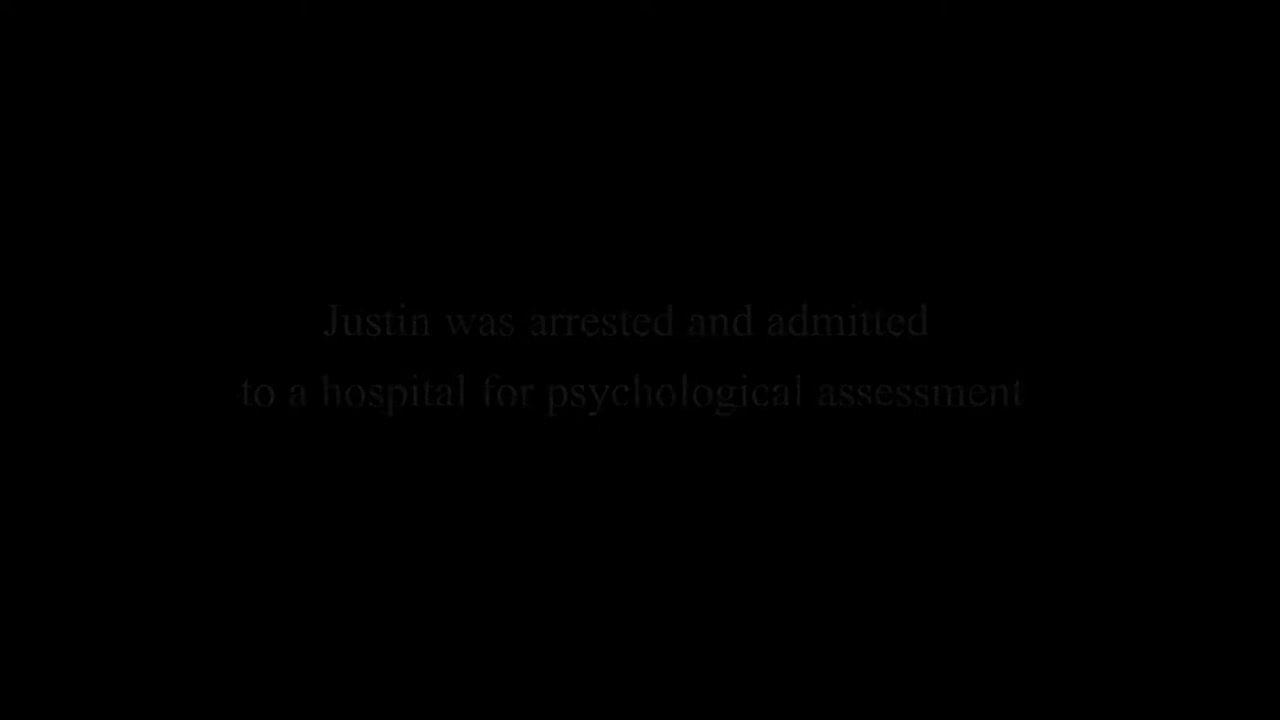 Justin was arrested and admitted
to a hospital for psychological assessment